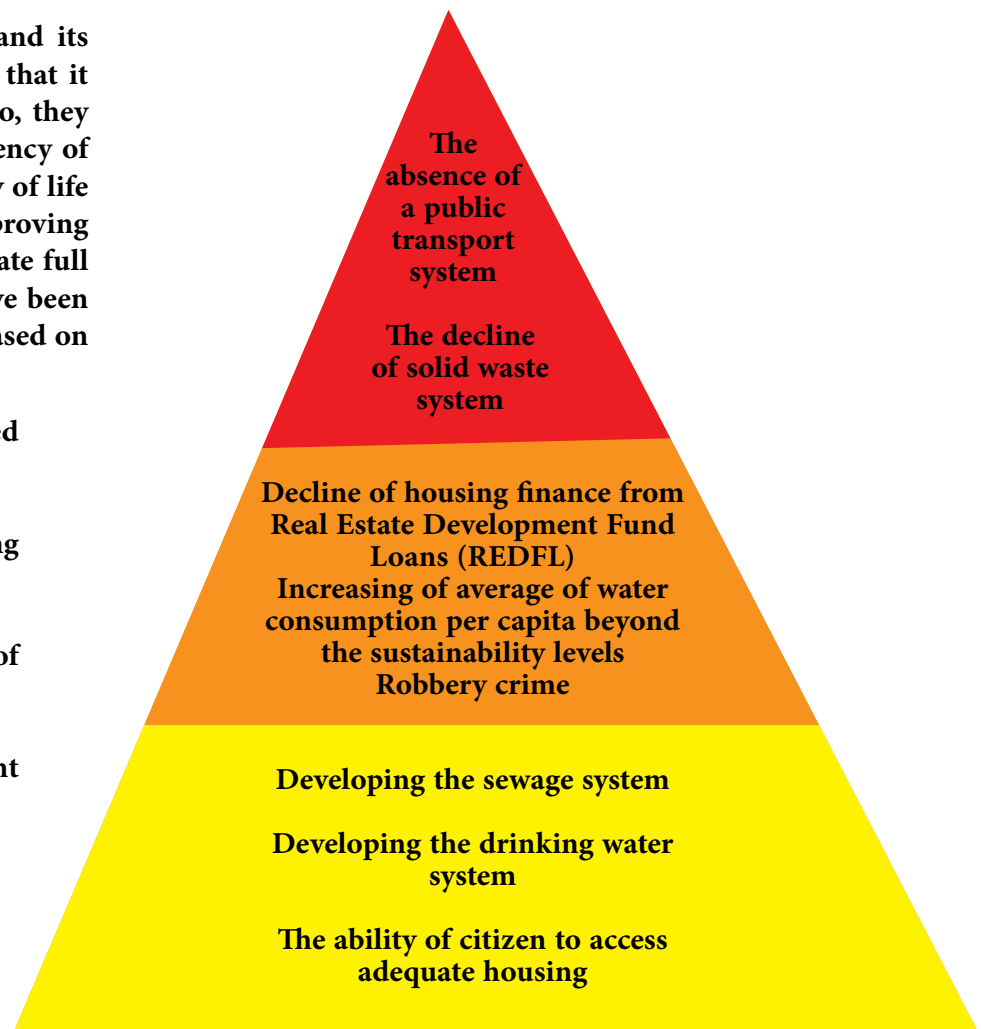 and its
that it
o, they
ency of
of life
proving
ate full
ve been
ased on
ed
ng
of
nt
The
absence of
a public
transport
system
The decline
of solid waste
system
Decline of housing finance from
Real Estate Development Fund
Loans (REDFL)
Increasing of average of water
consumption per capita beyond
the sustainability levels
Robbery crime
Developing the sewage system
Developing the drinking water
system
The ability of citizen to access
adequate housing